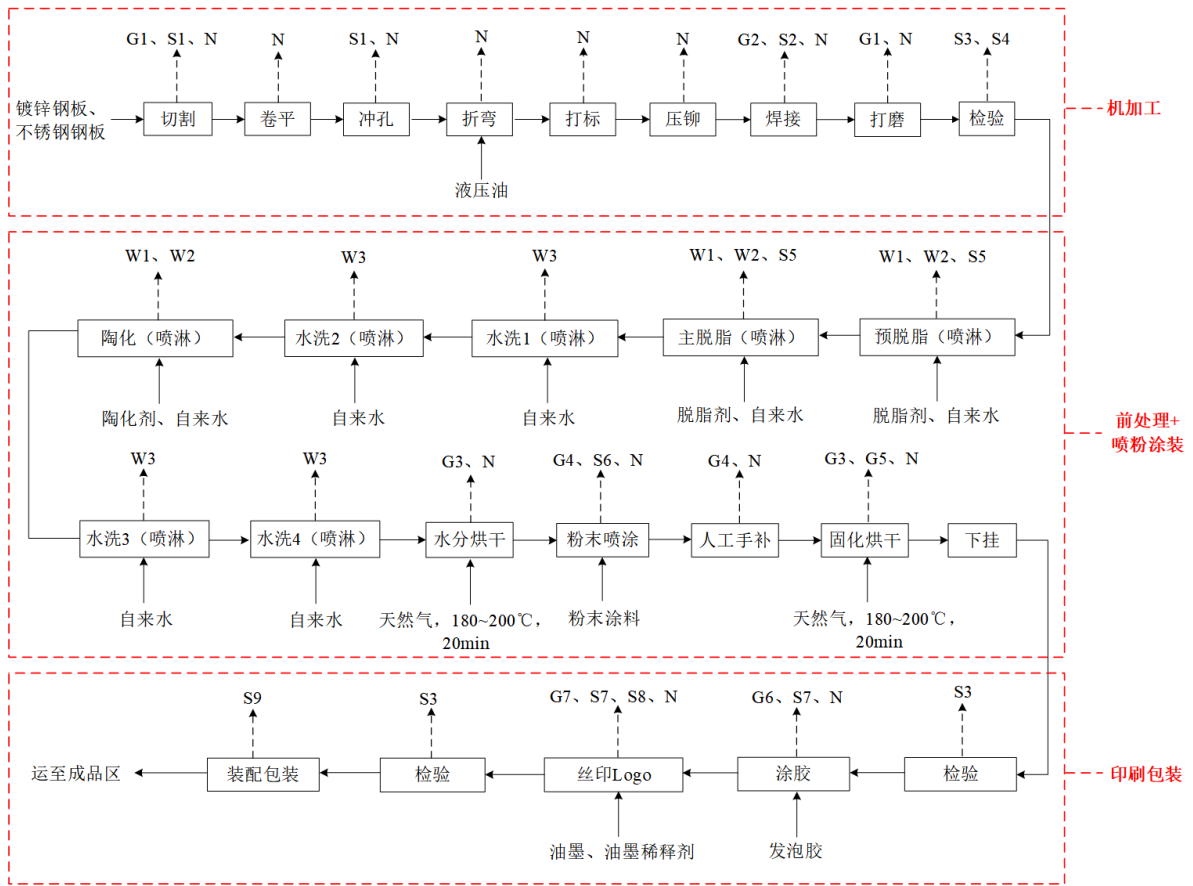 G1、S1、N
N
S1、N
N
N
N
G2、S2、N
G1、N
S3、S4
镀锌钢板、
不锈钢钢板
切割
卷平
冲孔
折弯
打标
压铆
焊接
打磨
检验
机加工
液压油
W1、W2
W3
W3
W1、W2、S5
W1、W2、S5
陶化（喷淋）
水洗2（喷淋）
水洗1（喷淋）
主脱脂（喷淋）
预脱脂（喷淋）
陶化剂、自来水
自来水
自来水
脱脂剂、自来水
脱脂剂、自来水
前处理+
喷粉涂装
W3
W3
G3、N
G4、S6、N
G4、N
G3、G5、N
水洗3（喷淋）
水洗4（喷淋）
水分烘干
粉末喷涂
人工手补
固化烘干
下挂
自来水
自来水
天然气，180~200℃，
20min
粉末涂料
天然气，180~200℃，
20min
S9
S3
G7、S7、S8、N
G6、S7、N
S3
运至成品区
装配包装
检验
丝印Logo
涂胶
检验
印刷包装
油墨、油墨稀释剂
发泡胶